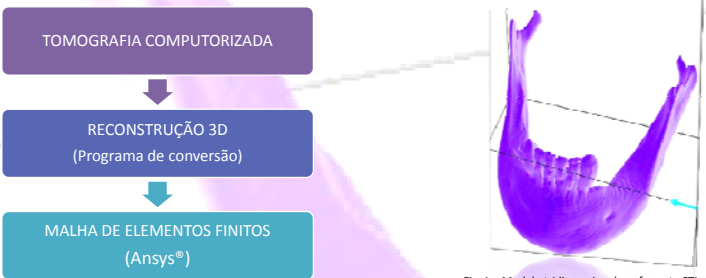 TOMOGRAFIA COMPUTORIZADA
RECONSTRUÇÃO 3D
(Programa de conversão)
MALHA DE ELEMENTOS FINITOS
(Ansys®)